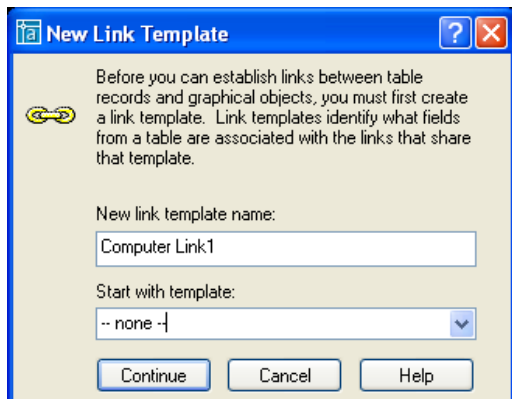 New Link Template
Before you can establish links between table
records and graphical objects, you must first create
a link template. Link templates identify what fields
from a table are associated with the links that share
that template.
New link template name:
Computer Link1
Start with template:
-- none --
Continue Cancel Help